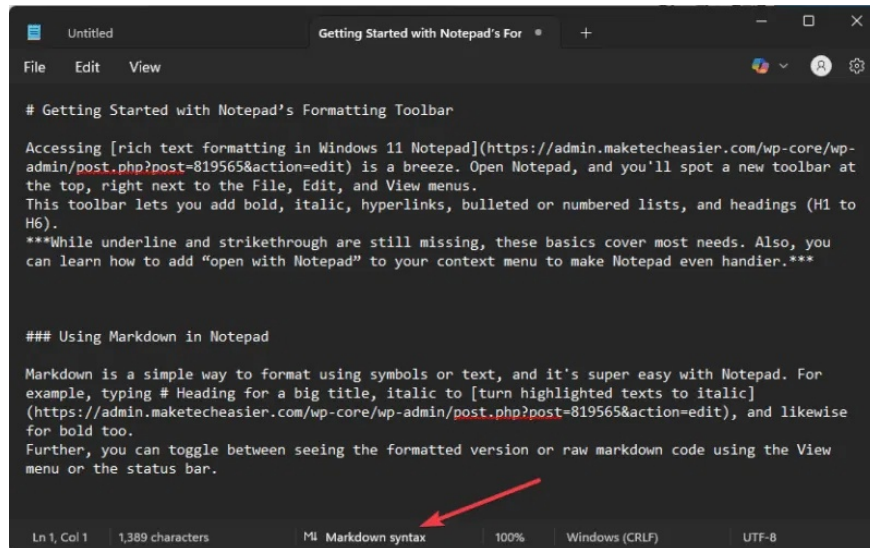 Untitled
Getting Started with Notepad's For
File Edit View
# Getting Started with Notepad’s Formatting Toolbar
Accessing [rich text formatting in Windows 11 Notepad](https://admin.maketecheasier.com/wp-core/wp-
admin/post.php?post=819565&action=edit) is a breeze. Open Notepad, and you'll spot a new toolbar at
the top, right next to the File, Edit, and View menus.
This toolbar lets you add bold, italic, hyperlinks, bulleted or numbered lists, and headings (H1 to
H6).
***While underline and strikethrough are still missing, these basics cover most needs. Also, you
can learn how to add “open with Notepad” to your context menu to make Notepad even handier.***
### Using Markdown in Notepad
Markdown is a simple way to format using symbols or text, and it's super easy with Notepad. For
example, typing # Heading for a big title, italic to [turn highlighted texts to italic]
(https://admin.maketecheasier.com/wp-core/wp-admin/post.php?post=819565&action=edit), and likewise
for bold too.
Further, you can toggle between seeing the formatted version or raw markdown code using the View
menu or the status bar.
Ln 1, Col 1 1,389 characters M↓ Markdown syntax 100% Windows (CRLF) UTF-8